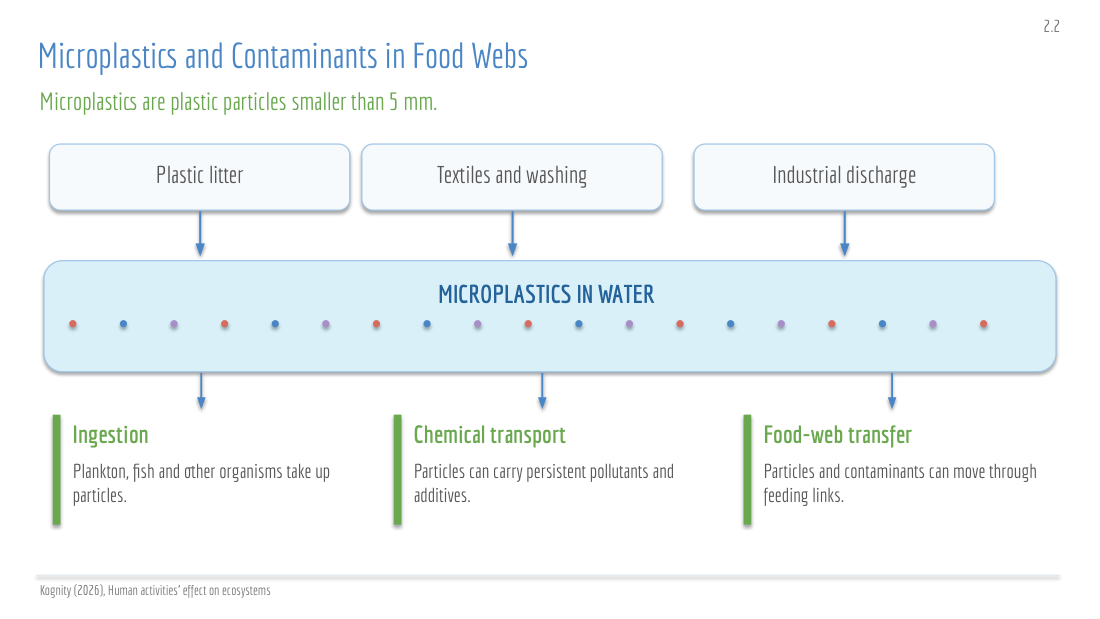 2.2
Microplastics and Contaminants in Food Webs
Microplastics are plastic particles smaller than 5 mm.
Plastic litter
Textiles and washing
Industrial discharge
MICROPLASTICS IN WATER
Ingestion
Plankton, fish and other organisms take up
particles.
Chemical transport
Particles can carry persistent pollutants and
additives.
Food-web transfer
Particles and contaminants can move through
feeding links.
Kognity (2026), Human activities' effect on ecosystems